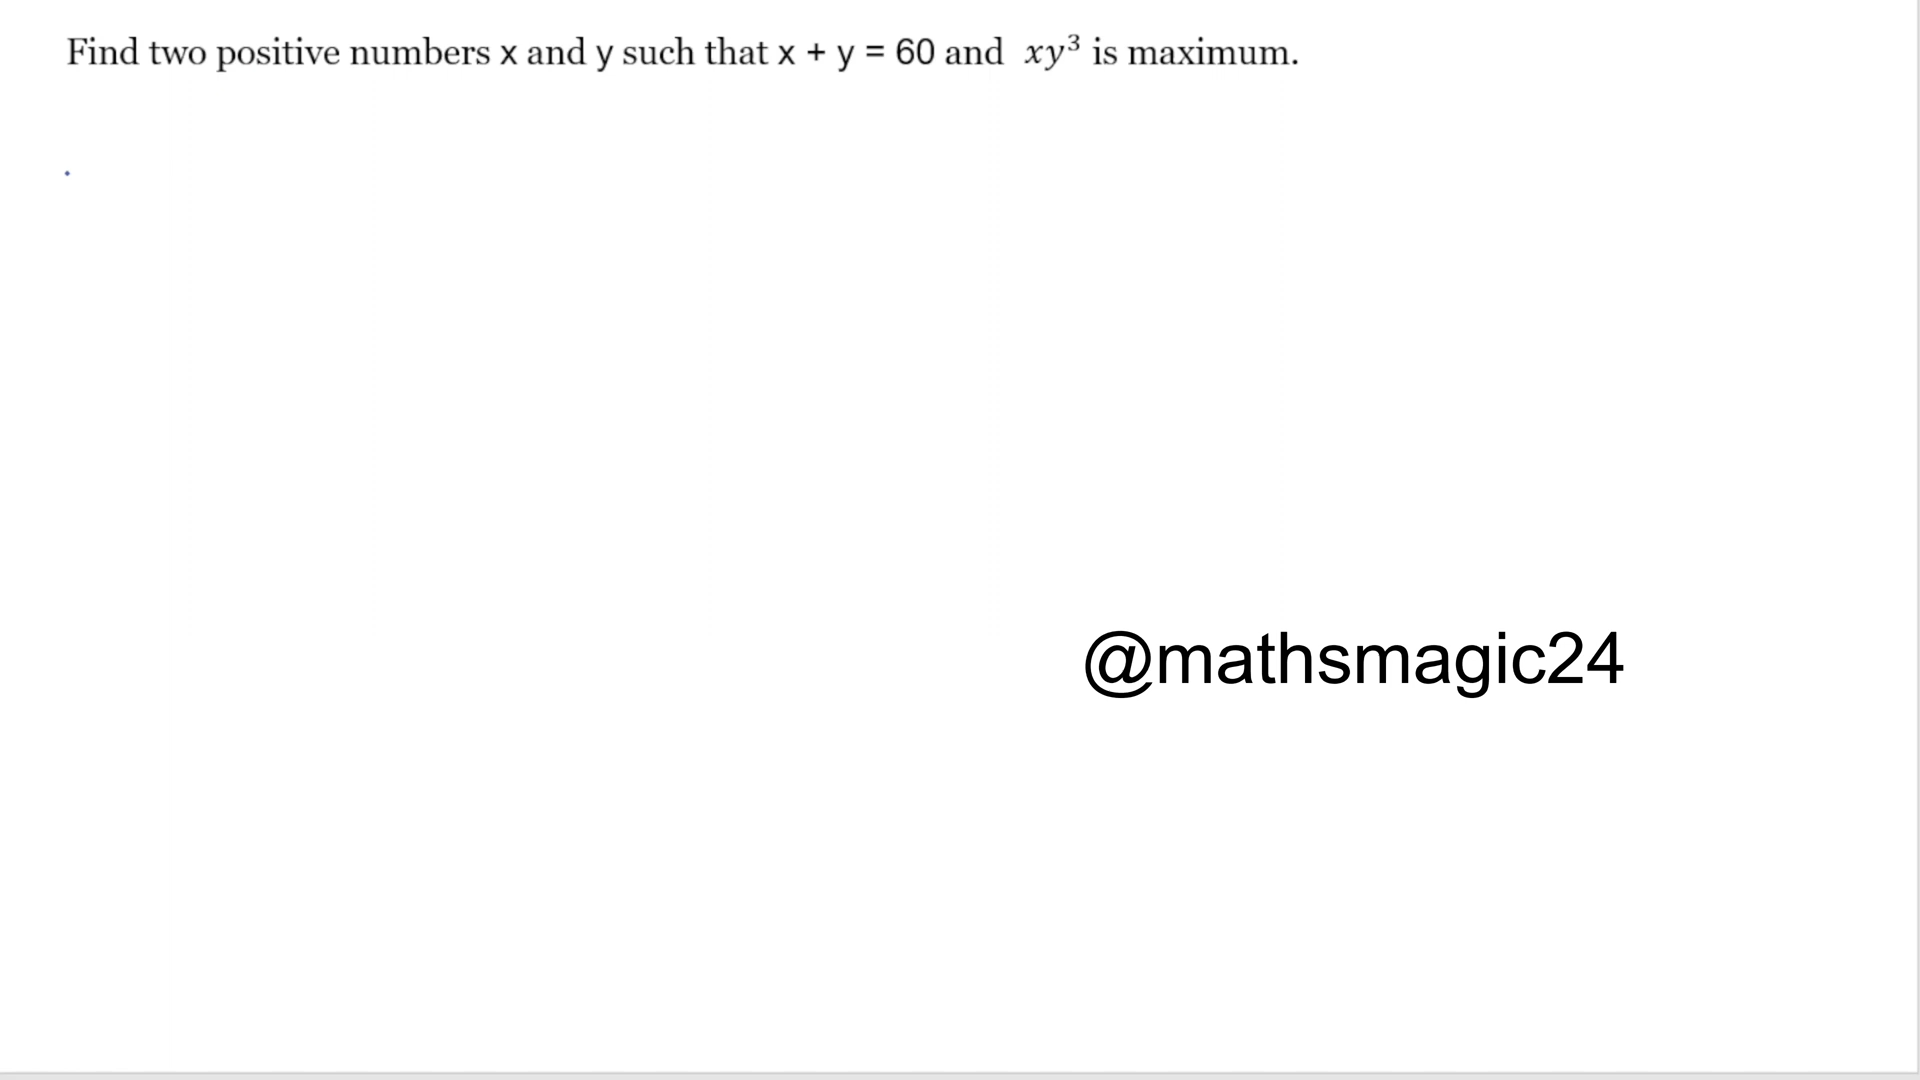 Find two positive numbers x and y such that x + y = 60 and xy³ is maximum.
@mathsmagic24